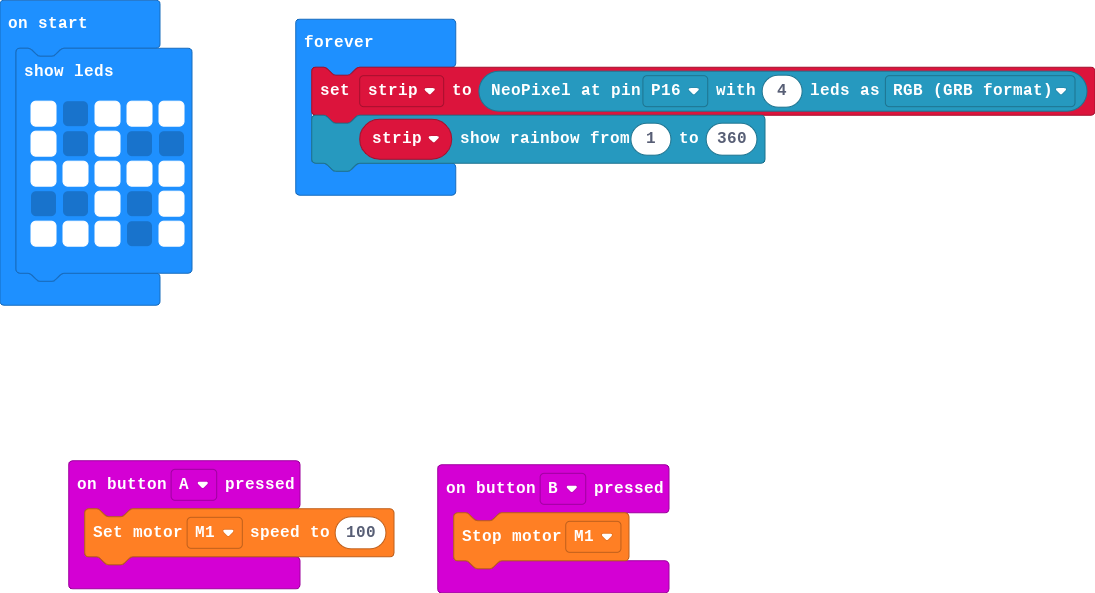 on start
show leds
forever
set strip to NeoPixel at pin P16 with 4 leds as RGB (GRB format)
strip show rainbow from 1 to 360
on button A pressed
Set motor M1 speed to 100
on button B pressed
Stop motor M1